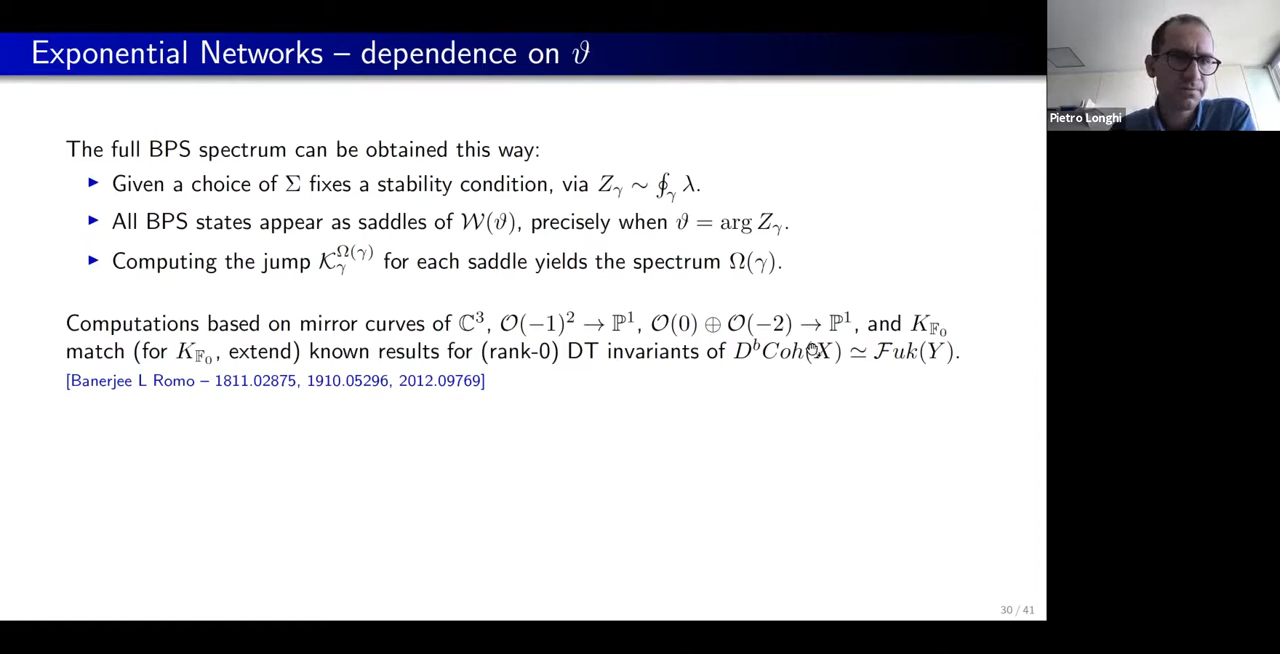 Exponential Networks – dependence on ϑ
The full BPS spectrum can be obtained this way:
▶ Given a choice of Σ fixes a stability condition, via Z_γ ∼ ∮_γ λ.
▶ All BPS states appear as saddles of 𝒲(ϑ), precisely when ϑ = arg Z_γ.
▶ Computing the jump 𝒦_γ^{Ω(γ)} for each saddle yields the spectrum Ω(γ).
Computations based on mirror curves of ℂ³, 𝒪(−1)² → ℙ¹, 𝒪(0) ⊕ 𝒪(−2) → ℙ¹, and K_{𝔽₀}
match (for K_{𝔽₀}, extend) known results for (rank-0) DT invariants of D^bCoh(X) ≃ ℱuk(Y).
[Banerjee L Romo – 1811.02875, 1910.05296, 2012.09769]
30 / 41
Pietro Longhi